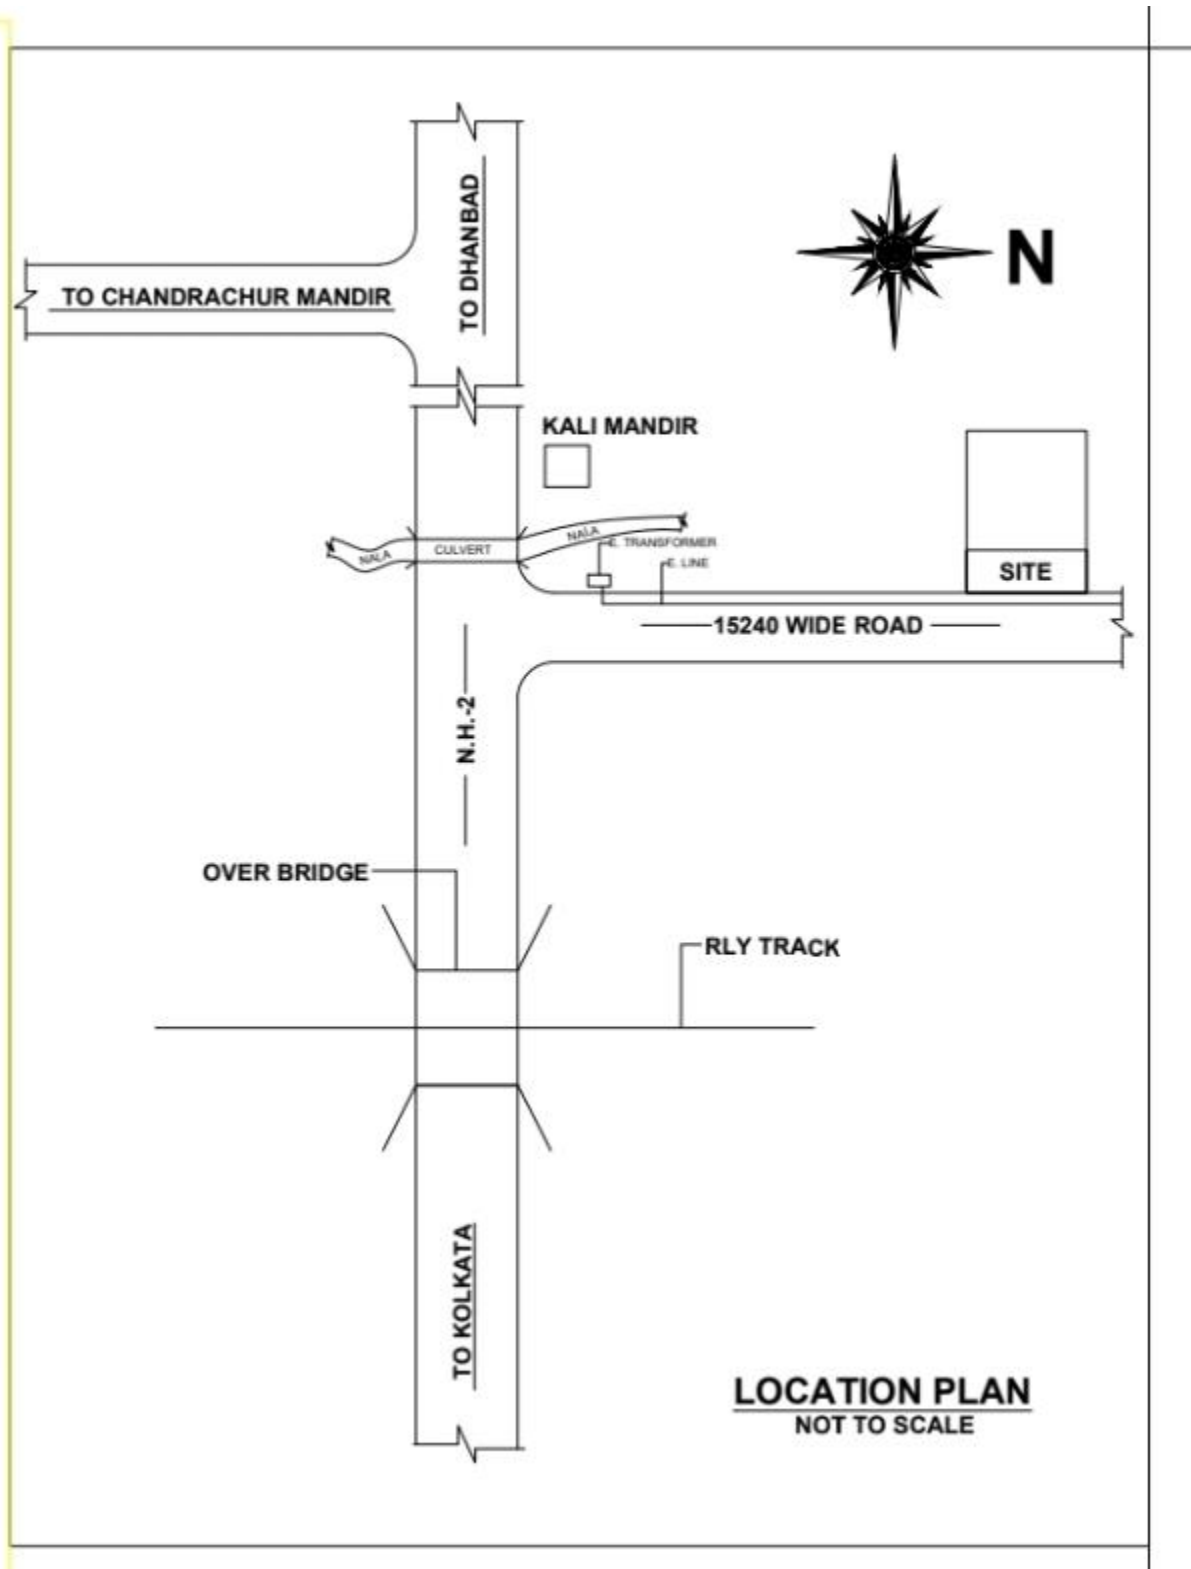 TO DHANBAD
N
TO CHANDRACHUR MANDIR
KALI MANDIR
NALA
CULVERT
NALA
E. TRANSFORMER
E. LINE
SITE
15240 WIDE ROAD
N.H.-2
OVER BRIDGE
RLY TRACK
TO KOLKATA
LOCATION PLAN
NOT TO SCALE